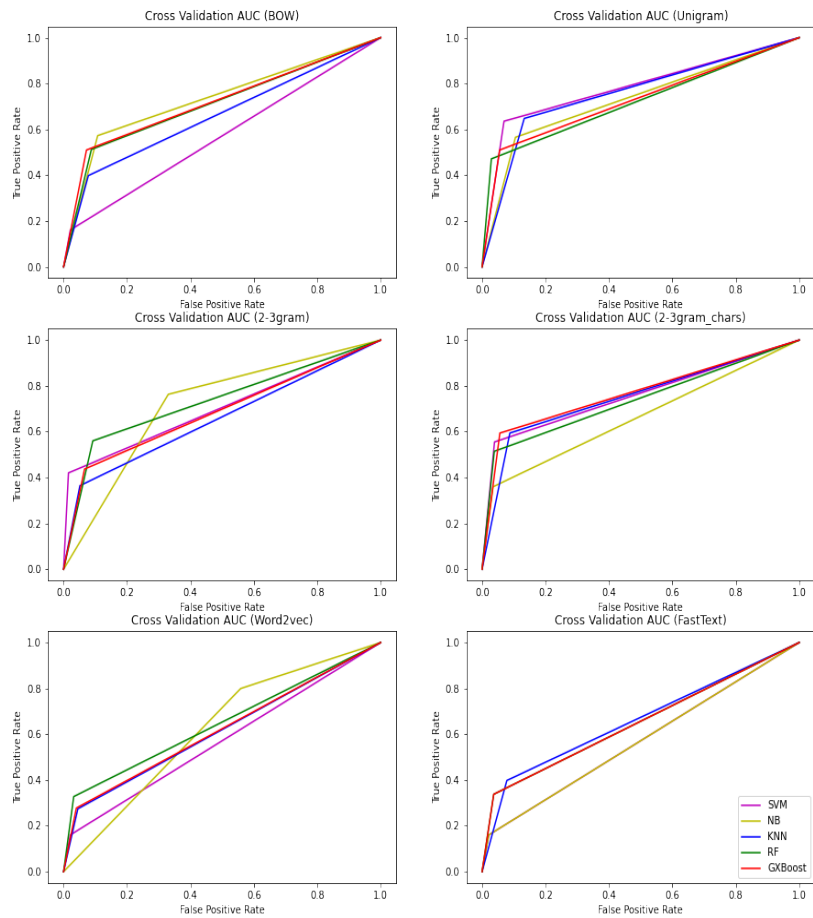 Cross Validation AUC (BOW)
True Positive Rate
1.0
0.8
0.6
0.4
0.2
0.0
0.0 0.2 0.4 0.6 0.8 1.0
False Positive Rate
Cross Validation AUC (Unigram)
True Positive Rate
1.0
0.8
0.6
0.4
0.2
0.0
0.0 0.2 0.4 0.6 0.8 1.0
False Positive Rate
Cross Validation AUC (2-3gram)
True Positive Rate
1.0
0.8
0.6
0.4
0.2
0.0
0.0 0.2 0.4 0.6 0.8 1.0
False Positive Rate
Cross Validation AUC (2-3gram_chars)
True Positive Rate
1.0
0.8
0.6
0.4
0.2
0.0
0.0 0.2 0.4 0.6 0.8 1.0
False Positive Rate
Cross Validation AUC (Word2vec)
True Positive Rate
1.0
0.8
0.6
0.4
0.2
0.0
0.0 0.2 0.4 0.6 0.8 1.0
False Positive Rate
Cross Validation AUC (FastText)
True Positive Rate
1.0
0.8
0.6
0.4
0.2
0.0
0.0 0.2 0.4 0.6 0.8 1.0
False Positive Rate
SVM
NB
KNN
RF
GXBoost